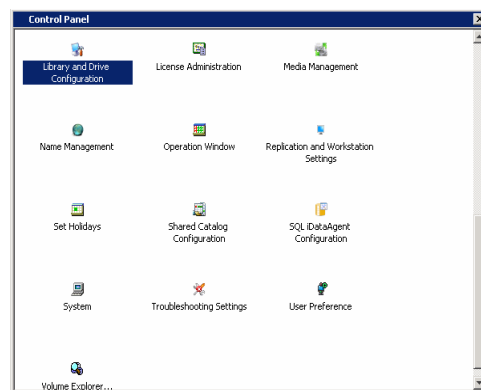 Control Panel
Library and Drive
Configuration
License Administration
Media Management
Name Management
Operation Window
Replication and Workstation
Settings
Set Holidays
Shared Catalog
Configuration
SQL iDataAgent
Configuration
System
Troubleshooting Settings
User Preference
Volume Explorer...